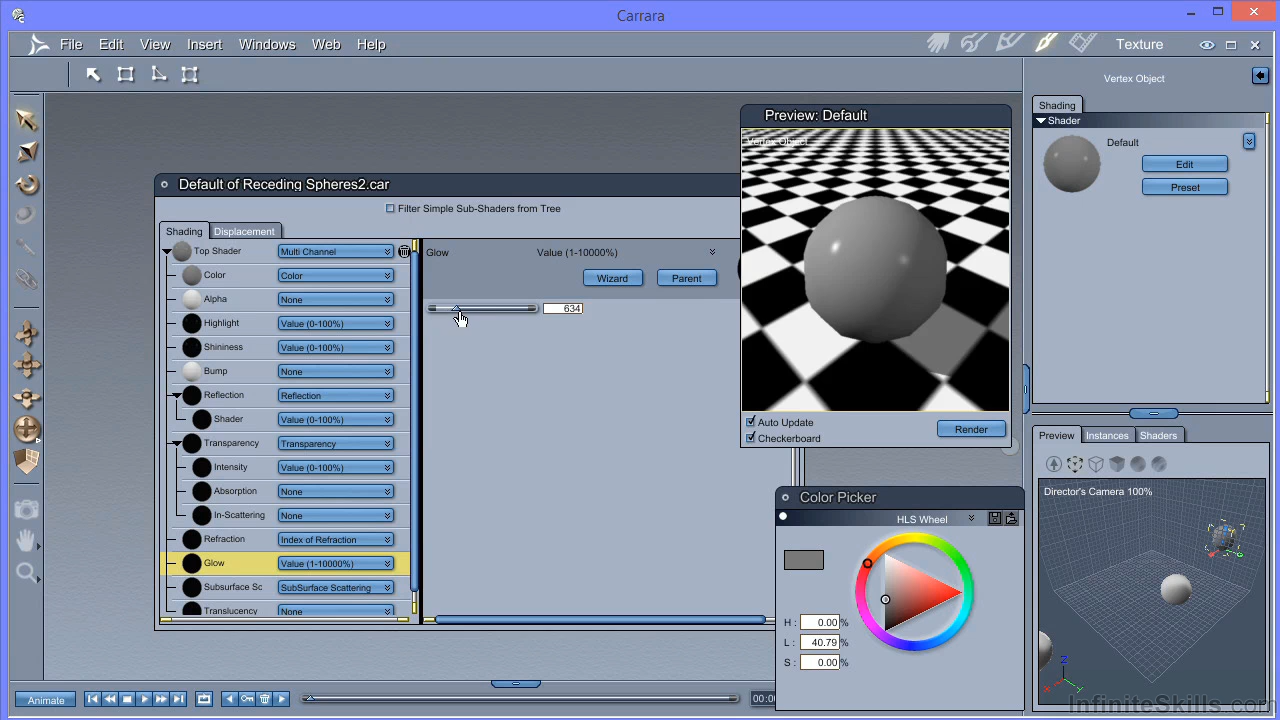 Carrara
File Edit View Insert Windows Web Help
Texture
Vertex Object
Shading
Shader
Default
Edit
Preset
Preview: Default
Vertex Object
Auto Update
Checkerboard
Render
Default of Receding Spheres2.car
Filter Simple Sub-Shaders from Tree
Shading Displacement
Top Shader Multi Channel
Color Color
Alpha None
Highlight Value (0-100%)
Shininess Value (0-100%)
Bump None
Reflection Reflection
Shader Value (0-100%)
Transparency Transparency
Intensity Value (0-100%)
Absorption None
In-Scattering None
Refraction Index of Refraction
Glow Value (1-10000%)
Subsurface Sc SubSurface Scattering
Translucency None
Glow Value (1-10000%)
Wizard Parent
634
Color Picker
HLS Wheel
H: 0.00 %
L: 40.79 %
S: 0.00 %
Preview Instances Shaders
Director's Camera 100%
Z
X Y
Animate
00:00
InfiniteSkills.com